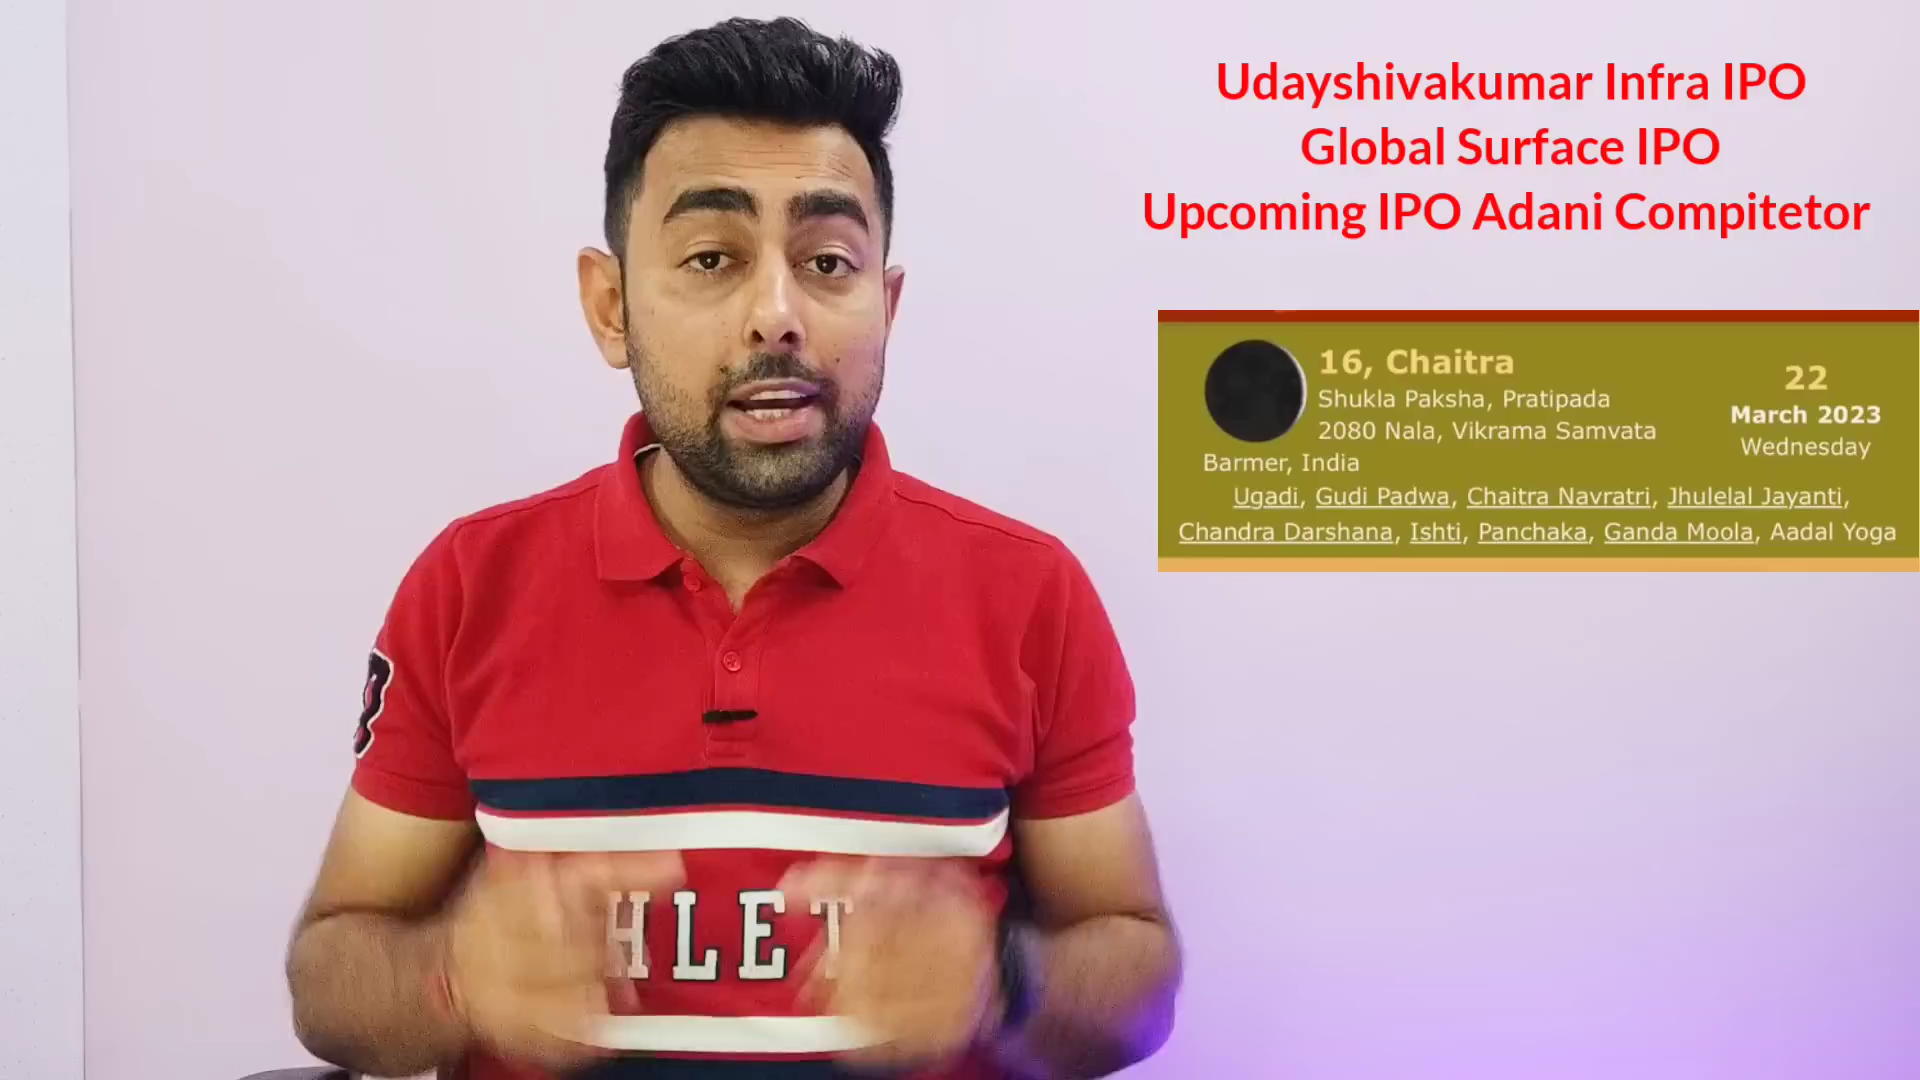 Udayshivakumar Infra IPO
Global Surface IPO
Upcoming IPO Adani Compitetor
16, Chaitra
Shukla Paksha, Pratipada
2080 Nala, Vikrama Samvata
Barmer, India
22
March 2023
Wednesday
Ugadi, Gudi Padwa, Chaitra Navratri, Jhulelal Jayanti,
Chandra Darshana, Ishti, Panchaka, Ganda Moola, Aadal Yoga
HLET